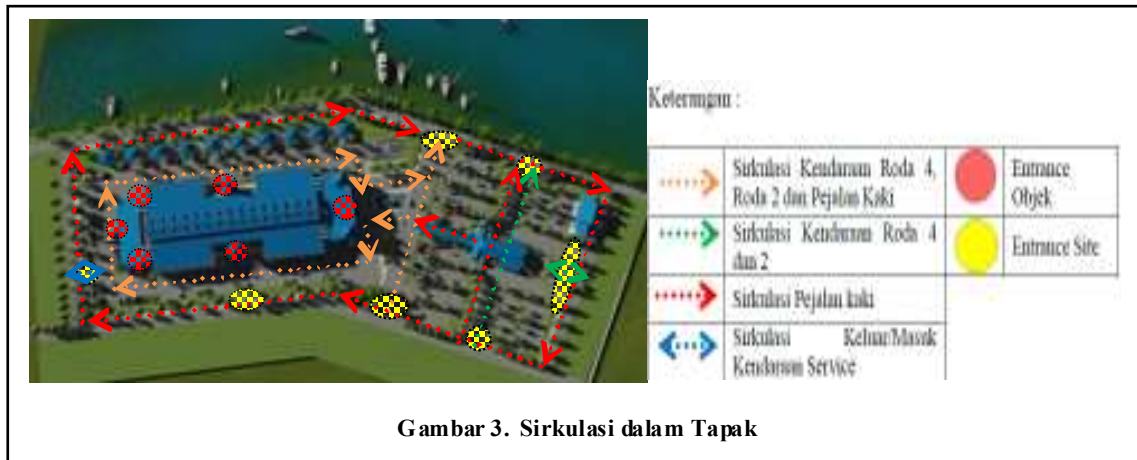 Keterangan :
Sirkulasi Kendaraan Roda 4,
Roda 2 dan Pejalan Kaki
Entrance
Objek
Sirkulasi Kendaraan Roda 4
dan 2
Entrance Site
Sirkulasi Pejalan kaki
Sirkulasi Keluar/Masuk
Kendaraan Service
Gambar 3. Sirkulasi dalam Tapak